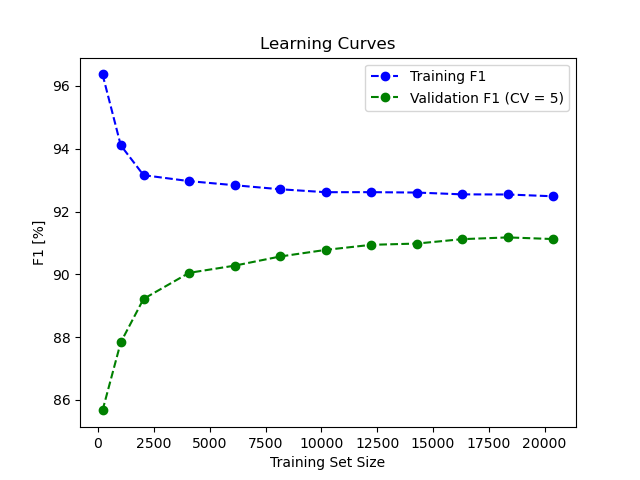 Learning Curves
Training F1
Validation F1 (CV = 5)
96
94
92
90
88
86
F1 [%]
0 2500 5000 7500 10000 12500 15000 17500 20000
Training Set Size